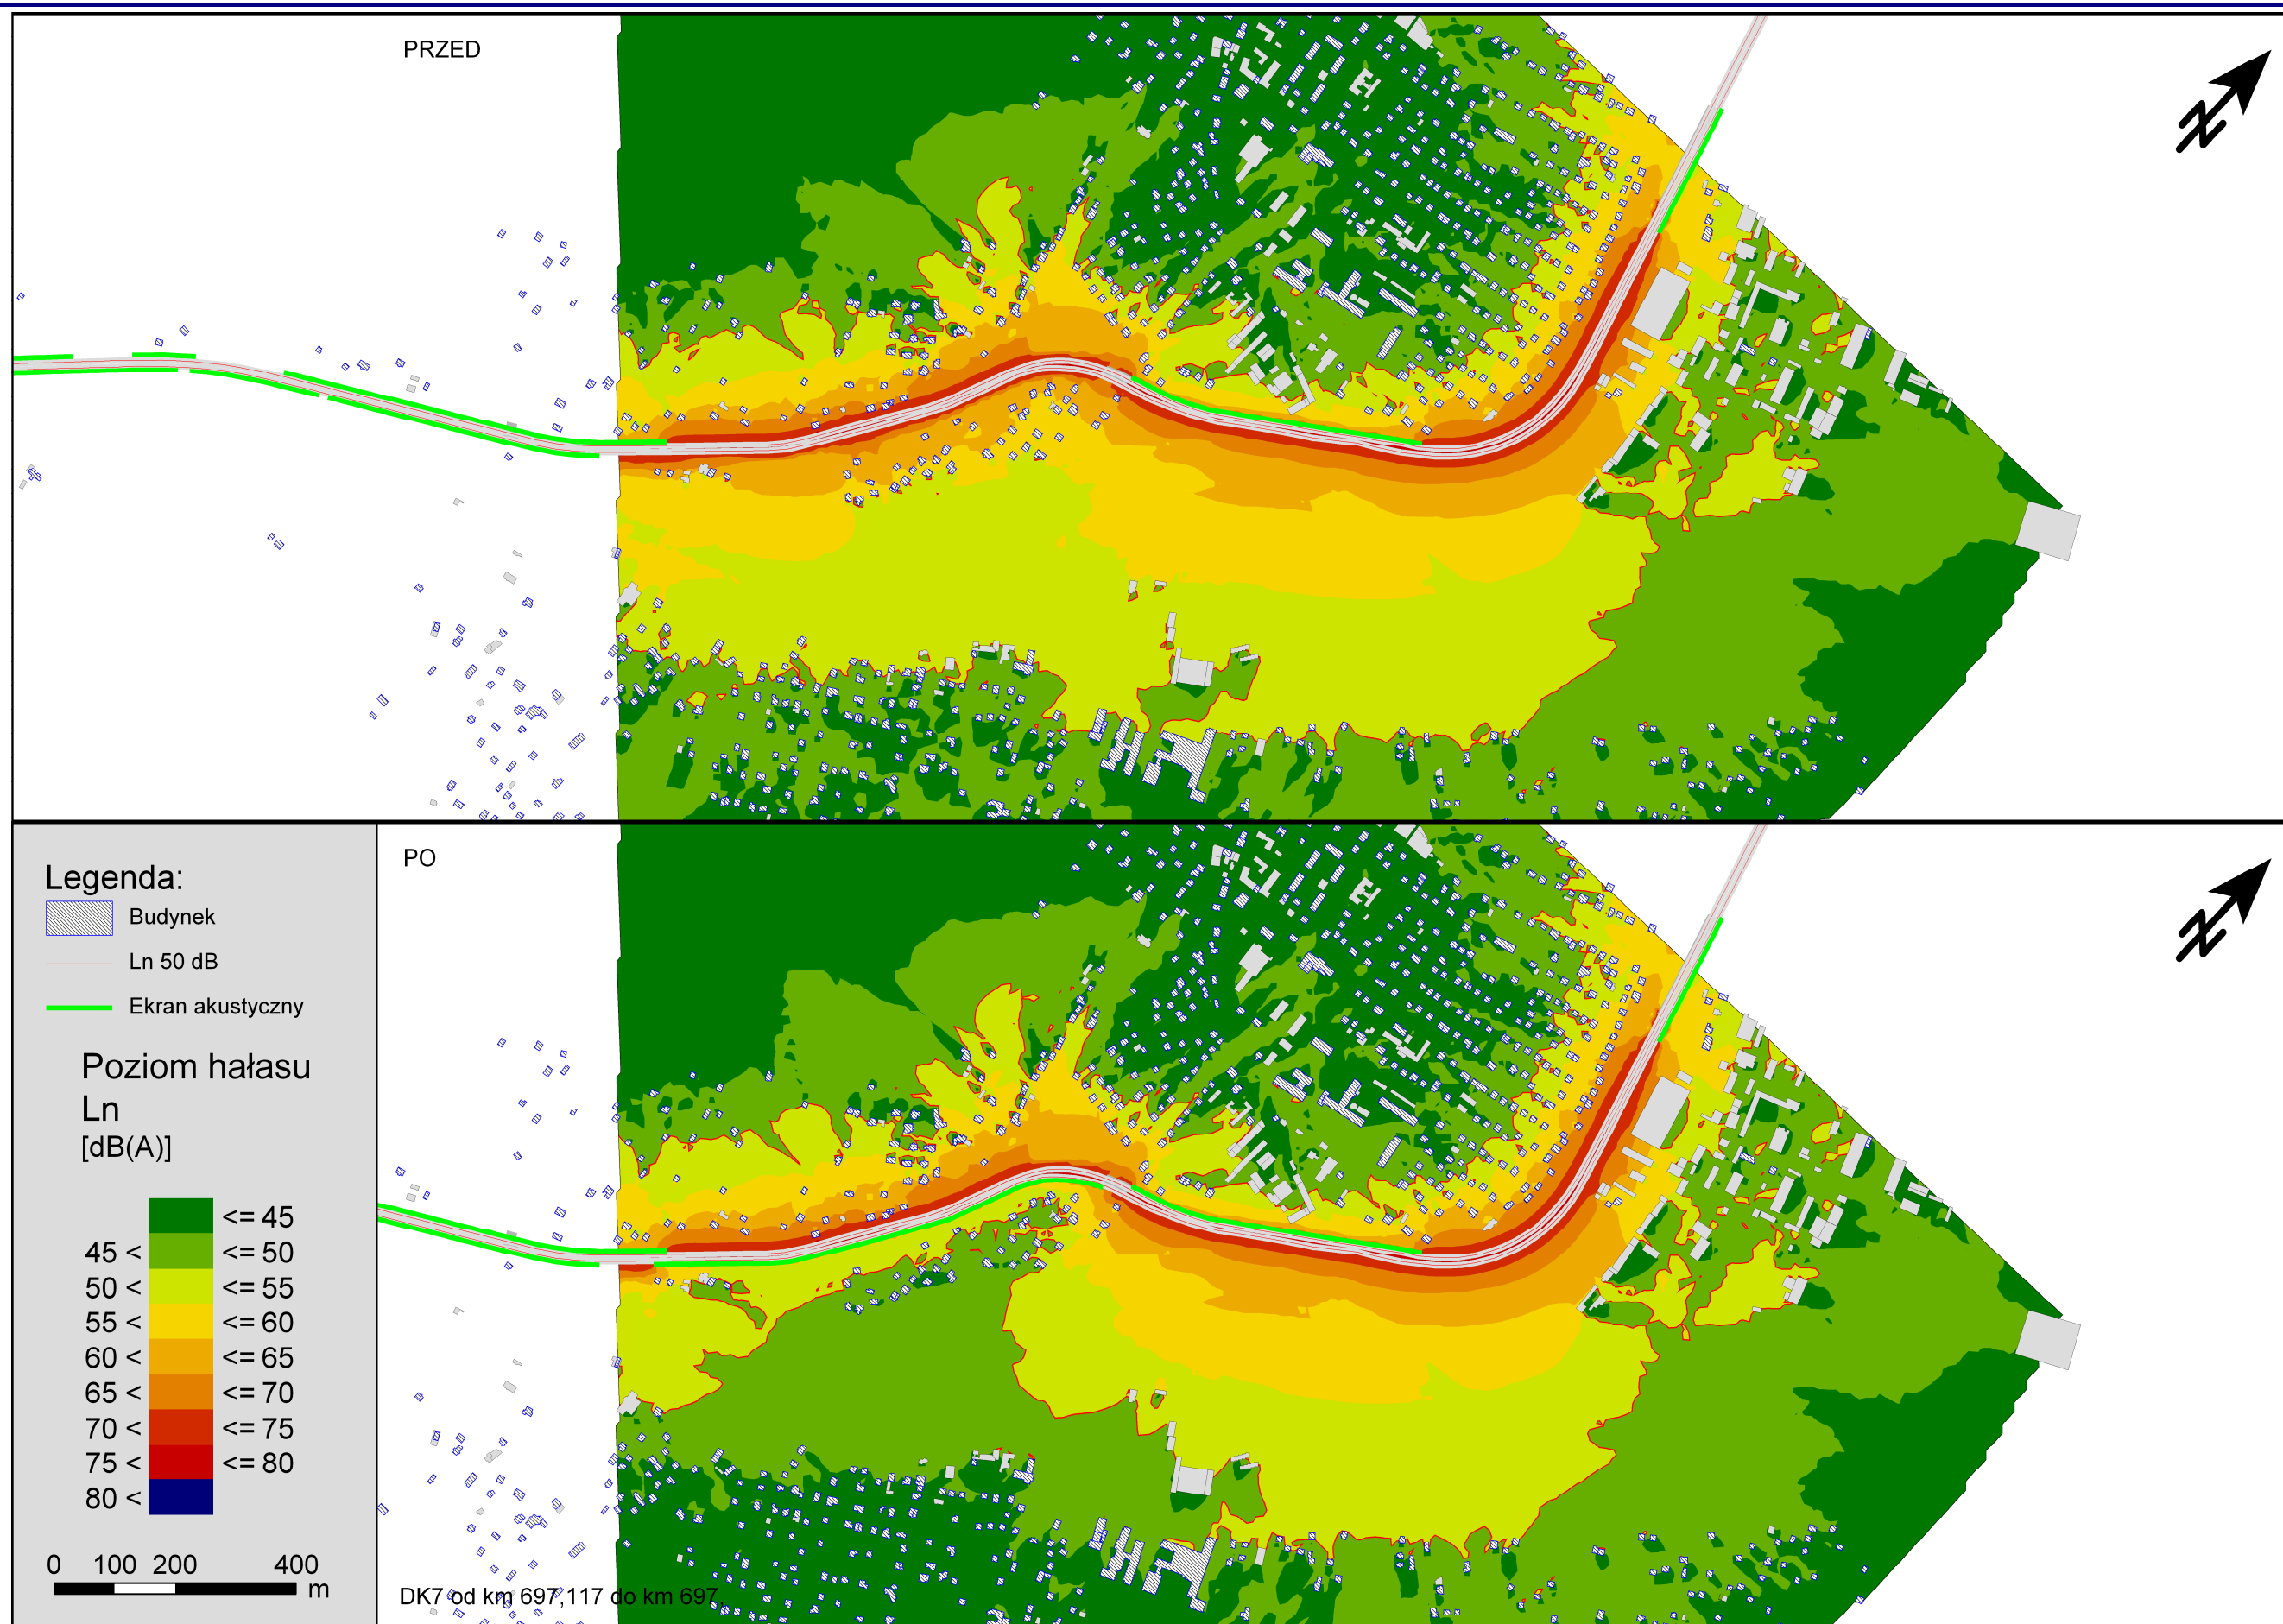 PRZED
PO
Legenda:
Budynek
Ln 50 dB
Ekran akustyczny
Poziom hałasu
Ln
[dB(A)]
<= 45
45 < <= 50
50 < <= 55
55 < <= 60
60 < <= 65
65 < <= 70
70 < <= 75
75 < <= 80
80 <
0 100 200 400
m
DK7 od km 697,117 do km 697,